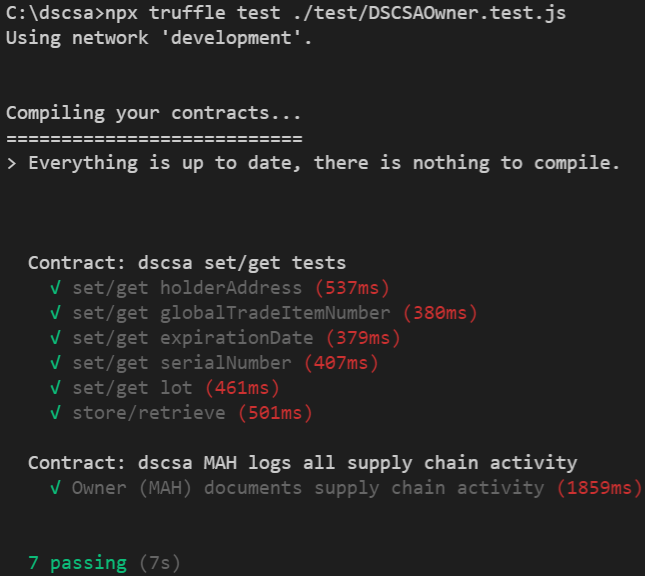 C:\dscsa>npx truffle test ./test/DSCSAOwner.test.js
Using network 'development'.
Compiling your contracts...
===========================
> Everything is up to date, there is nothing to compile.
Contract: dscsa set/get tests
√ set/get holderAddress (537ms)
√ set/get globalTradeItemNumber (380ms)
√ set/get expirationDate (379ms)
√ set/get serialNumber (407ms)
√ set/get lot (461ms)
√ store/retrieve (501ms)
Contract: dscsa MAH logs all supply chain activity
√ Owner (MAH) documents supply chain activity (1859ms)
7 passing (7s)